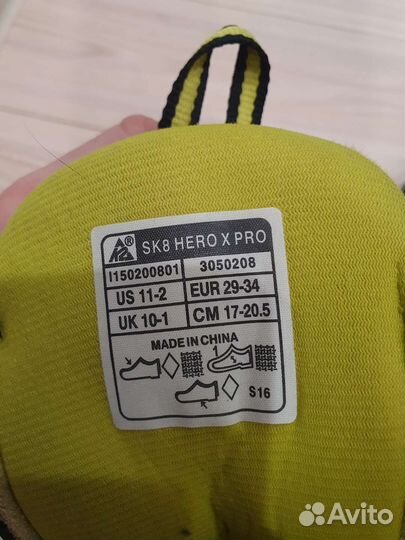 K2® SK8 HERO X PRO
I150200801 3050208
US 11-2 EUR 29-34
UK 10-1 CM 17-20.5
MADE IN CHINA
S16
Avito